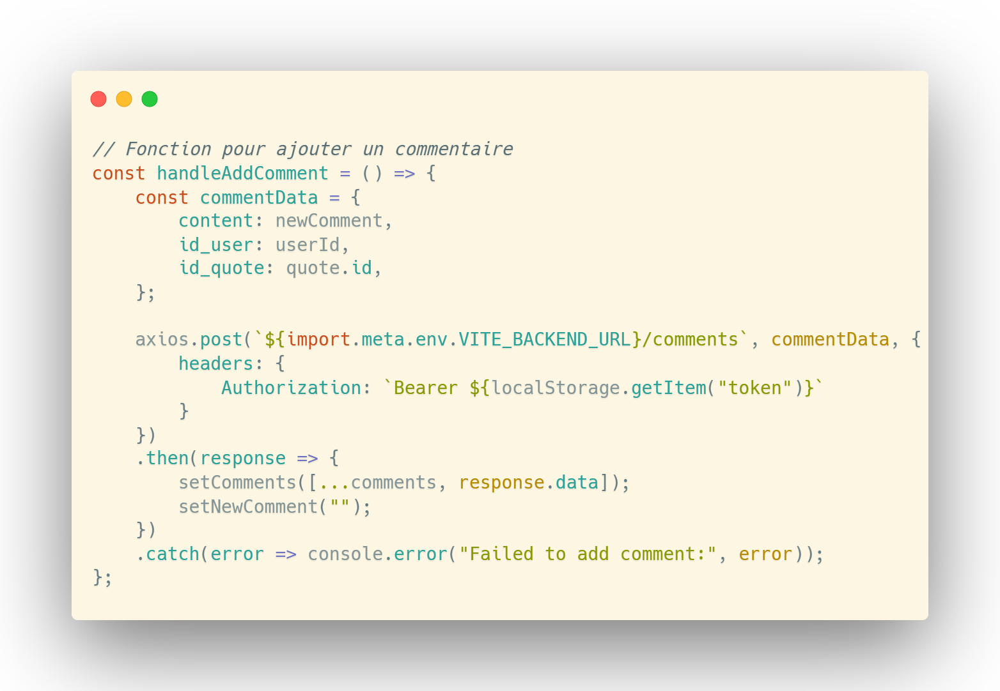 // Fonction pour ajouter un commentaire
const handleAddComment = () => {
    const commentData = {
        content: newComment,
        id_user: userId,
        id_quote: quote.id,
    };

    axios.post(`${import.meta.env.VITE_BACKEND_URL}/comments`, commentData, {
        headers: {
            Authorization: `Bearer ${localStorage.getItem("token")}`
        }
    })
    .then(response => {
        setComments([...comments, response.data]);
        setNewComment("");
    })
    .catch(error => console.error("Failed to add comment:", error));
};